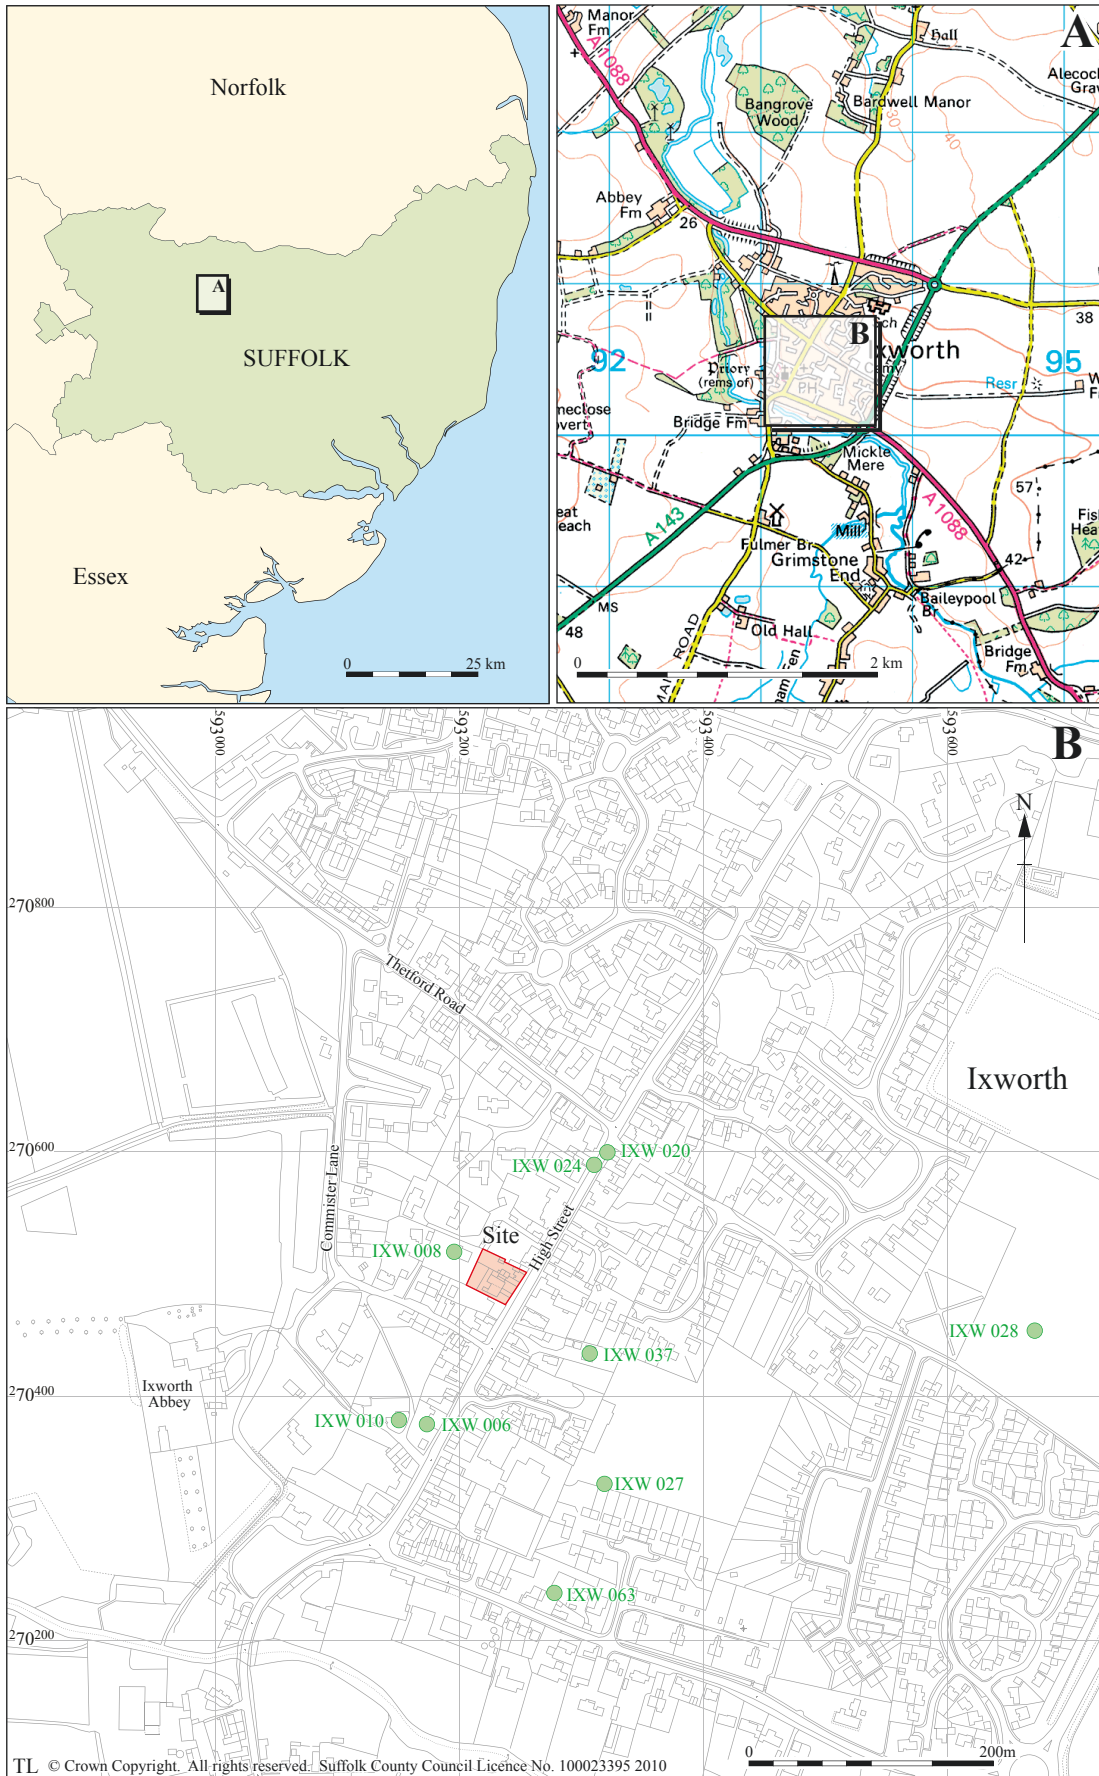 Norfolk
A
SUFFOLK
Essex
0 25 km
A
Manor
Fm
A1088
Hall
Alecock
Bangrove
Wood
Bardwell Manor
30
40
Abbey
Fm
26
38
B
xworth
92
95
Priory
(rems of)
PH
Resr
Bridge Fm
Mickle
Mere
A143
A1088
57
Mill
Fulmer Br
Grimstone
End
42
Baileypool
Br
MS
48
Old Hall
ROAD
Bridge
Fm
0 2 km
B
593000
593200
593400
593600
N
270800
Thetford Road
Ixworth
270600
Commister Lane
IXW 020
IXW 024
High Street
Site
IXW 008
IXW 028
IXW 037
Ixworth
Abbey
270400
IXW 010
IXW 006
IXW 027
IXW 063
270200
0 200m
TL © Crown Copyright. All rights reserved. Suffolk County Council Licence No. 100023395 2010